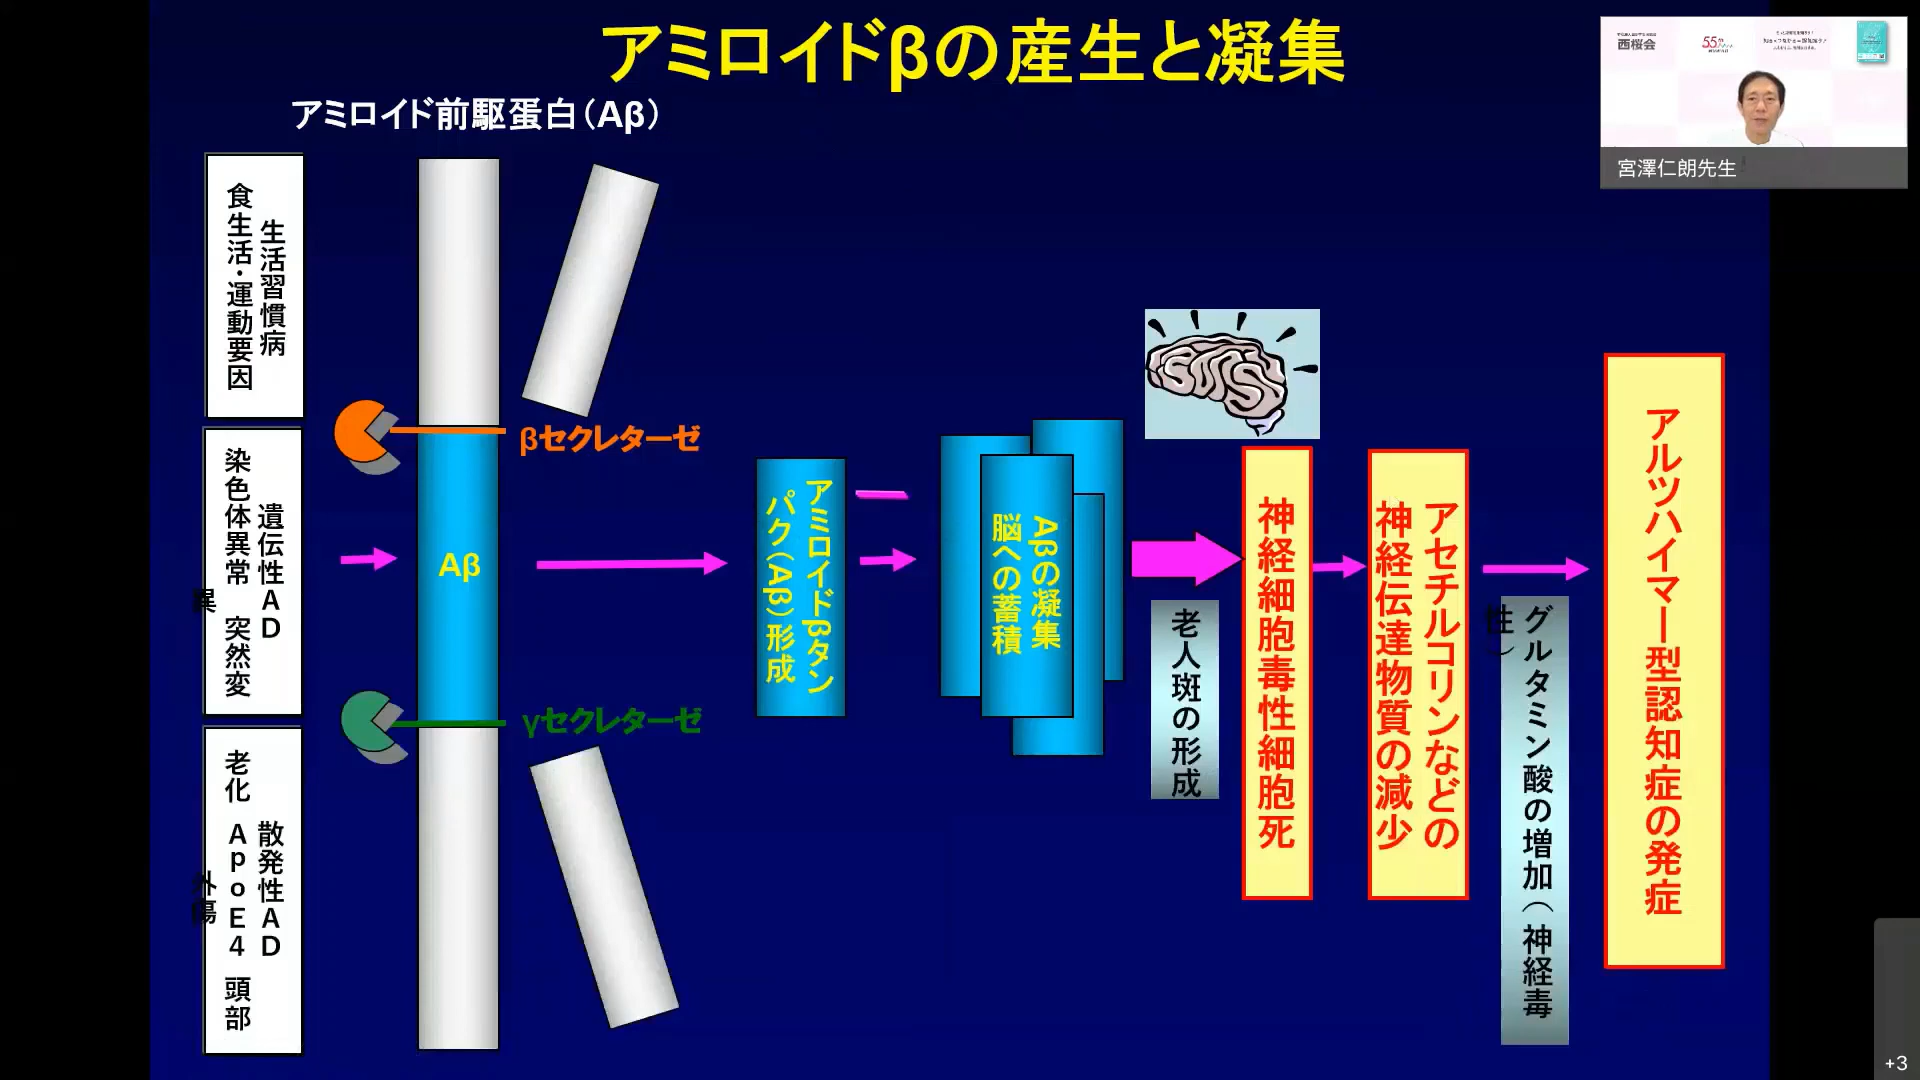 アミロイドβの産生と凝集
アミロイド前駆蛋白（Aβ）
生活習慣病
食生活・運動要因
遺伝性AD
染色体異常 突然変
異
散発性AD
老化 ApoE4 頭部
外傷
βセクレターゼ
Aβ
γセクレターゼ
アミロイドβタン
パク（Aβ）形成
Aβの凝集
脳への蓄積
老人斑の形成
神経細胞毒性細胞死
アセチルコリンなどの
神経伝達物質の減少
グルタミン酸の増加（神経毒
性）
アルツハイマー型認知症の発症
西桜会
55th
宮澤仁朗先生
+3